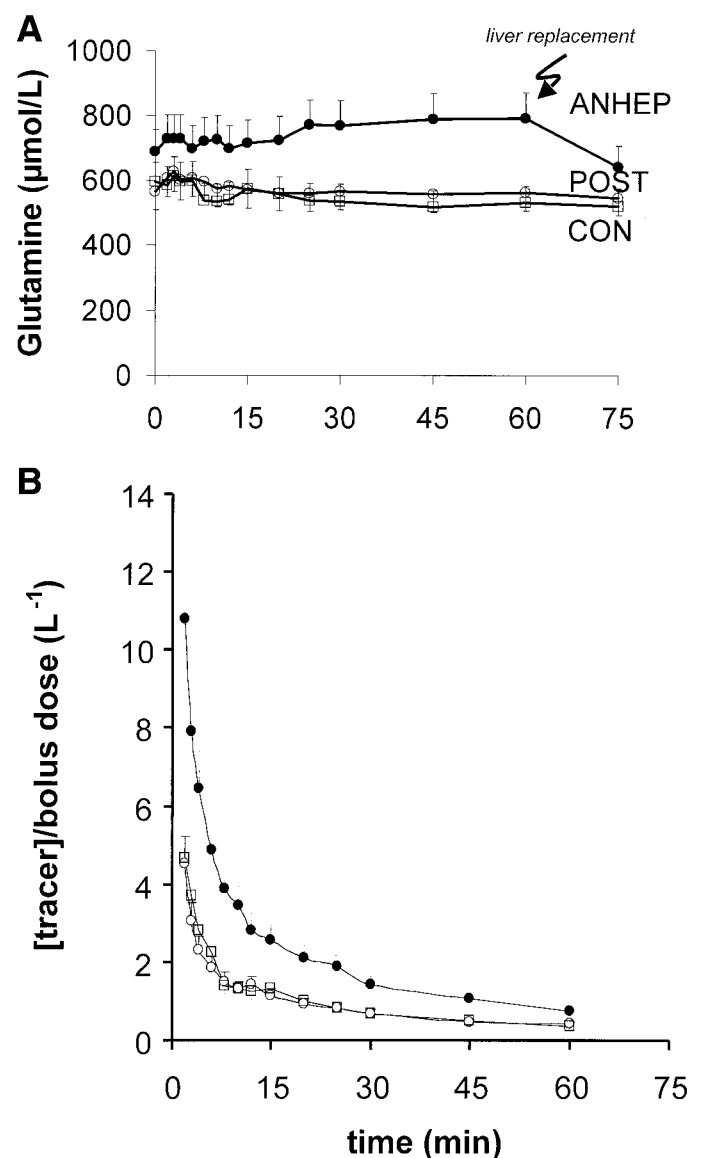 A
liver replacement
1000
800
600
400
200
0
Glutamine (μmol/L)
ANHEP
POST
CON
0 15 30 45 60 75
B
14
12
10
8
6
4
2
0
[tracer]/bolus dose (L⁻¹)
0 15 30 45 60 75
time (min)